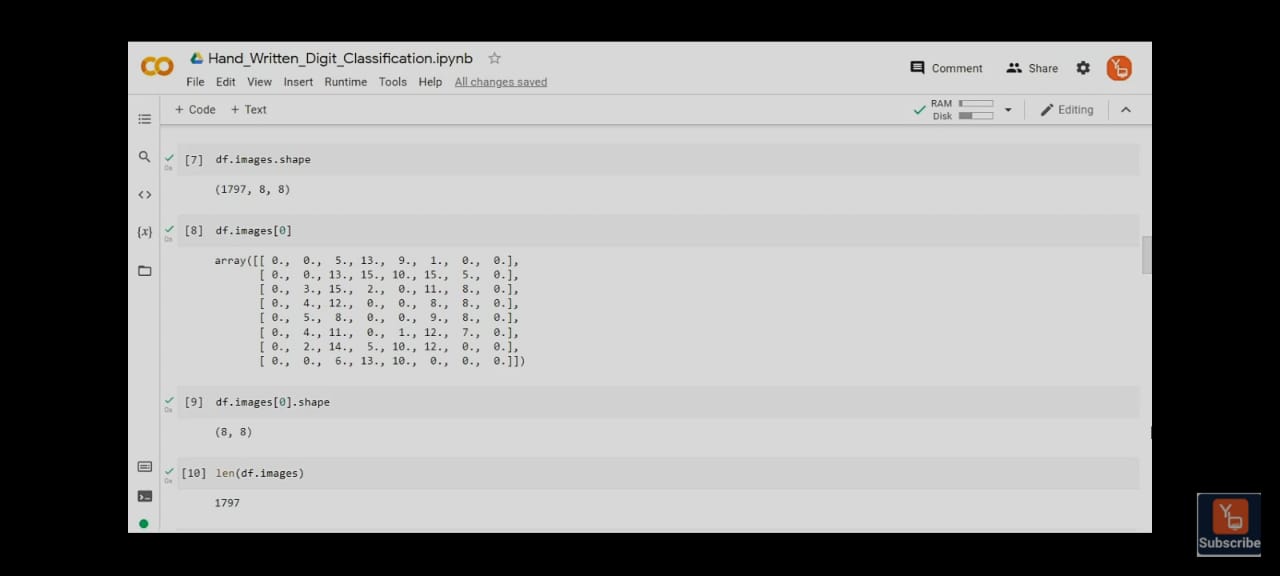 Hand_Written_Digit_Classification.ipynb
Comment
Share
File Edit View Insert Runtime Tools Help All changes saved
+ Code + Text
RAM
Disk
Editing
[7] df.images.shape
0s
(1797, 8, 8)
[8] df.images[0]
0s
{x}
array([[ 0., 0., 5., 13., 9., 1., 0., 0.],
[ 0., 0., 13., 15., 10., 15., 5., 0.],
[ 0., 3., 15., 2., 0., 11., 8., 0.],
[ 0., 4., 12., 0., 0., 8., 8., 0.],
[ 0., 5., 8., 0., 0., 9., 8., 0.],
[ 0., 4., 11., 0., 1., 12., 7., 0.],
[ 0., 2., 14., 5., 10., 12., 0., 0.],
[ 0., 0., 6., 13., 10., 0., 0., 0.]])
[9] df.images[0].shape
0s
(8, 8)
[10] len(df.images)
0s
1797
Subscribe